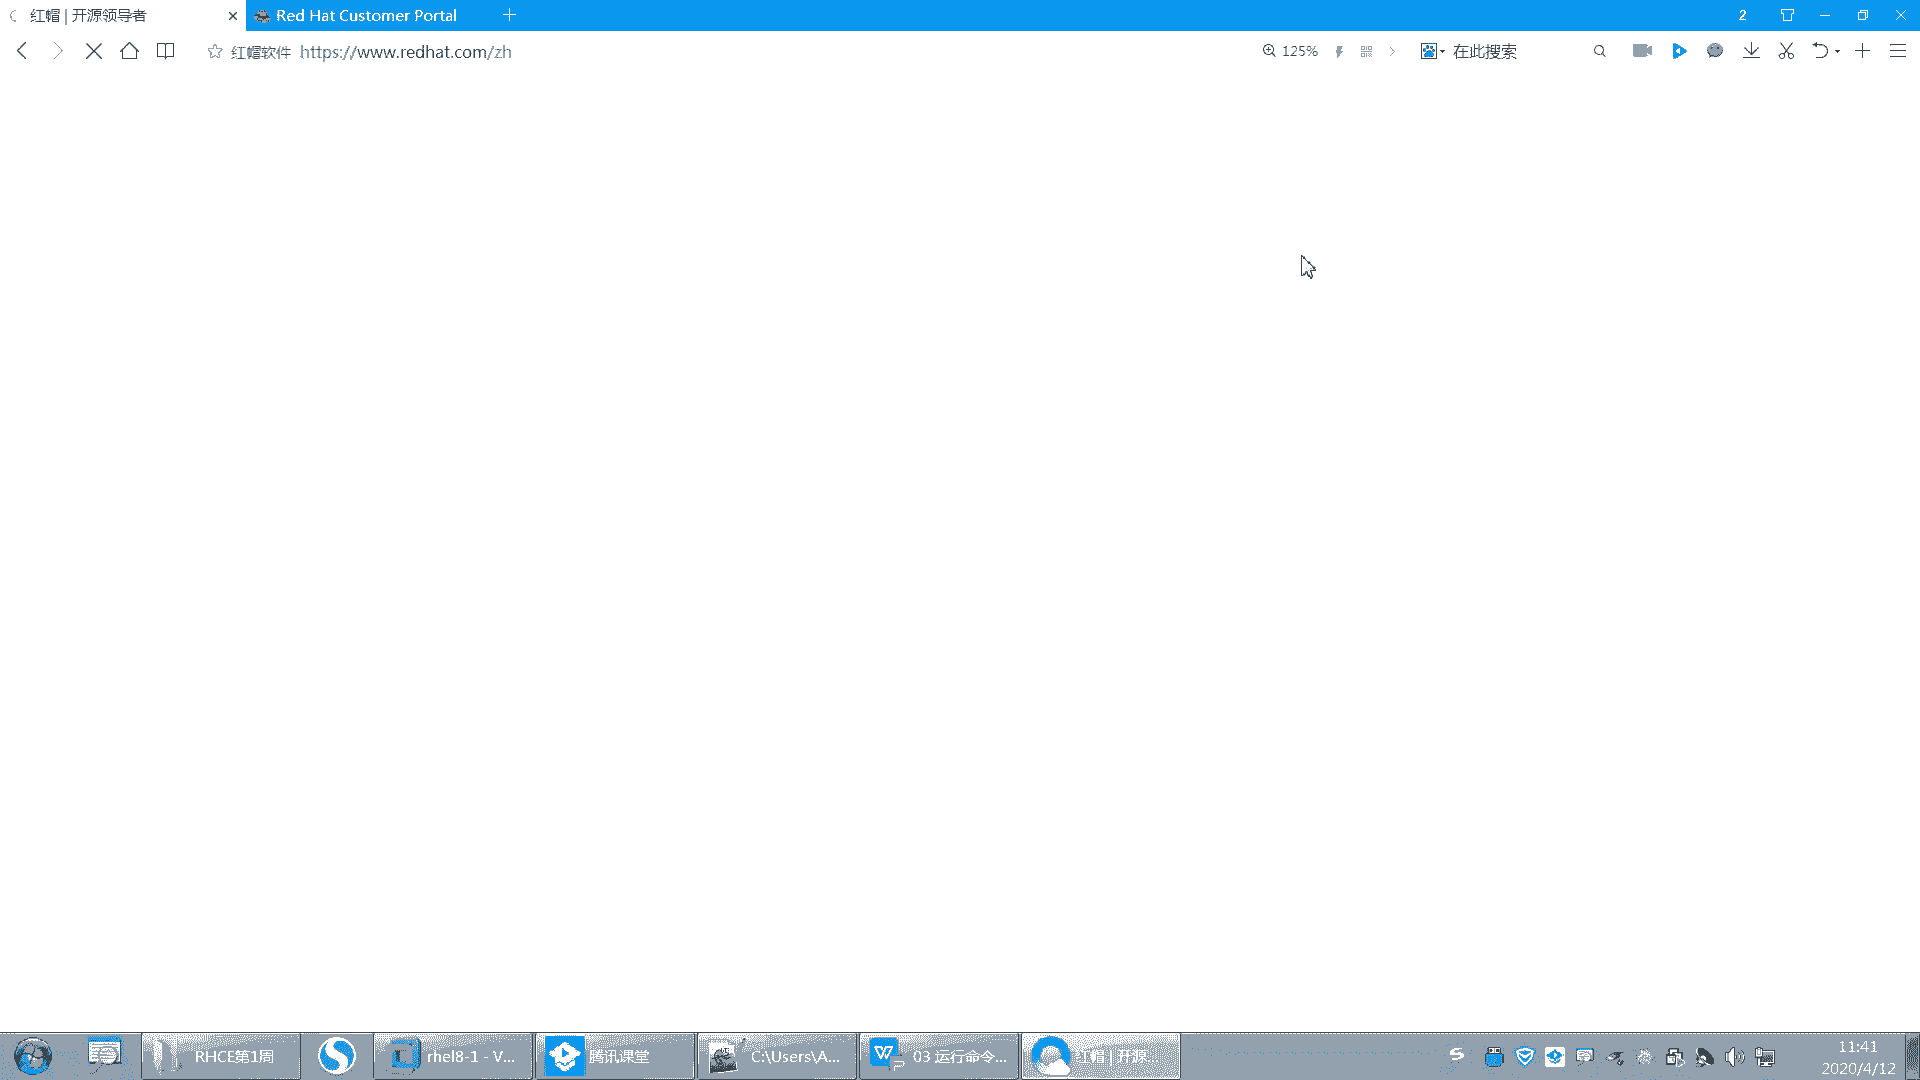 红帽 | 开源领导者
Red Hat Customer Portal
2
红帽软件 https://www.redhat.com/zh
125%
在此搜索
RHCE第1周
rhel8-1 - V...
腾讯课堂
C:\Users\A...
03 运行命令...
红帽 | 开源...
11:41
2020/4/12